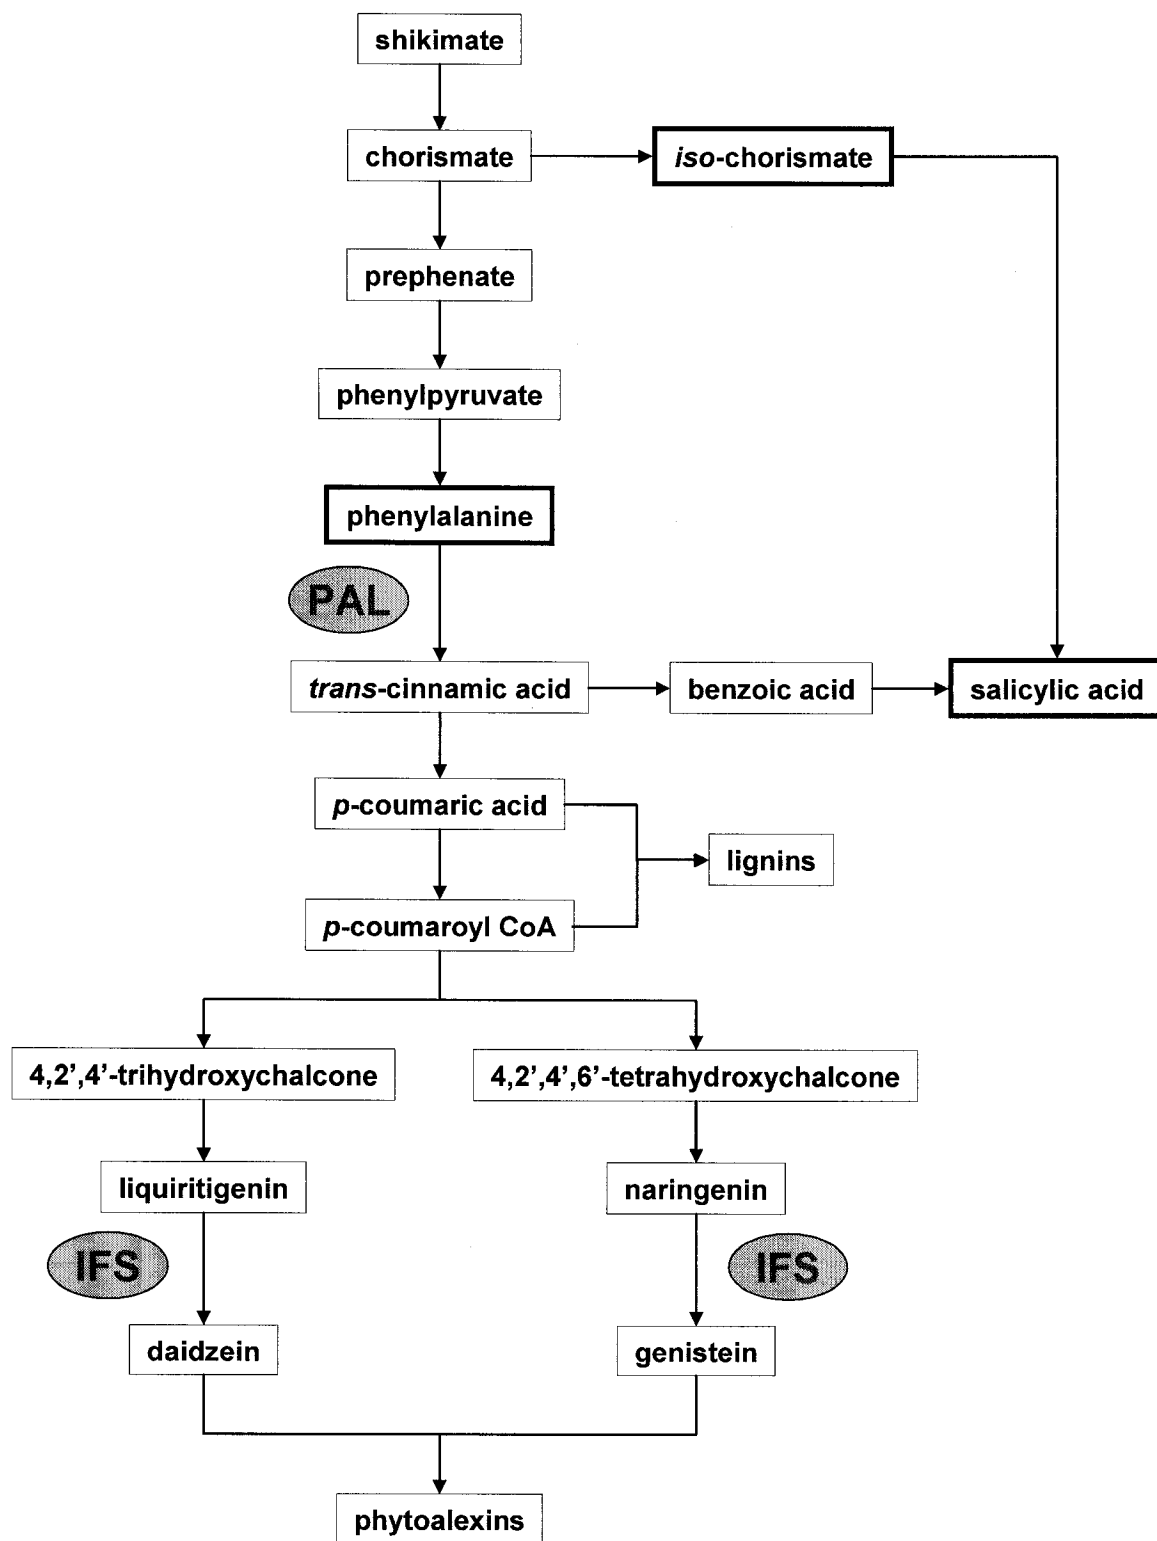 shikimate
chorismate
iso-chorismate
prephenate
phenylpyruvate
phenylalanine
PAL
trans-cinnamic acid
benzoic acid
salicylic acid
p-coumaric acid
lignins
p-coumaroyl CoA
4,2’,4’-trihydroxychalcone
4,2’,4’,6’-tetrahydroxychalcone
liquiritigenin
naringenin
IFS
IFS
daidzein
genistein
phytoalexins